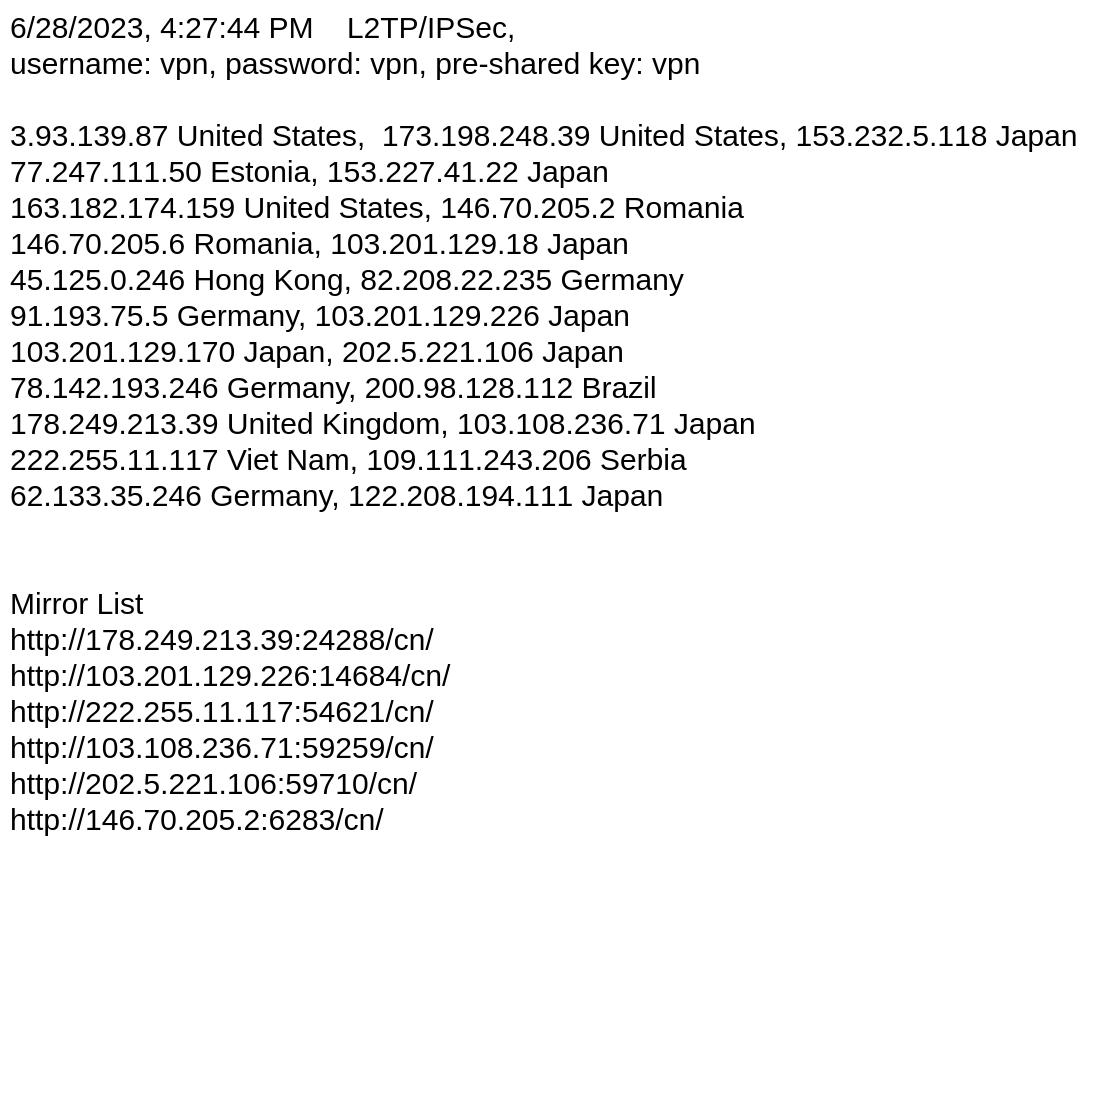 6/28/2023, 4:27:44 PM    L2TP/IPSec,
username: vpn, password: vpn, pre-shared key: vpn
3.93.139.87 United States,  173.198.248.39 United States, 153.232.5.118 Japan
77.247.111.50 Estonia, 153.227.41.22 Japan
163.182.174.159 United States, 146.70.205.2 Romania
146.70.205.6 Romania, 103.201.129.18 Japan
45.125.0.246 Hong Kong, 82.208.22.235 Germany
91.193.75.5 Germany, 103.201.129.226 Japan
103.201.129.170 Japan, 202.5.221.106 Japan
78.142.193.246 Germany, 200.98.128.112 Brazil
178.249.213.39 United Kingdom, 103.108.236.71 Japan
222.255.11.117 Viet Nam, 109.111.243.206 Serbia
62.133.35.246 Germany, 122.208.194.111 Japan
Mirror List
http://178.249.213.39:24288/cn/
http://103.201.129.226:14684/cn/
http://222.255.11.117:54621/cn/
http://103.108.236.71:59259/cn/
http://202.5.221.106:59710/cn/
http://146.70.205.2:6283/cn/